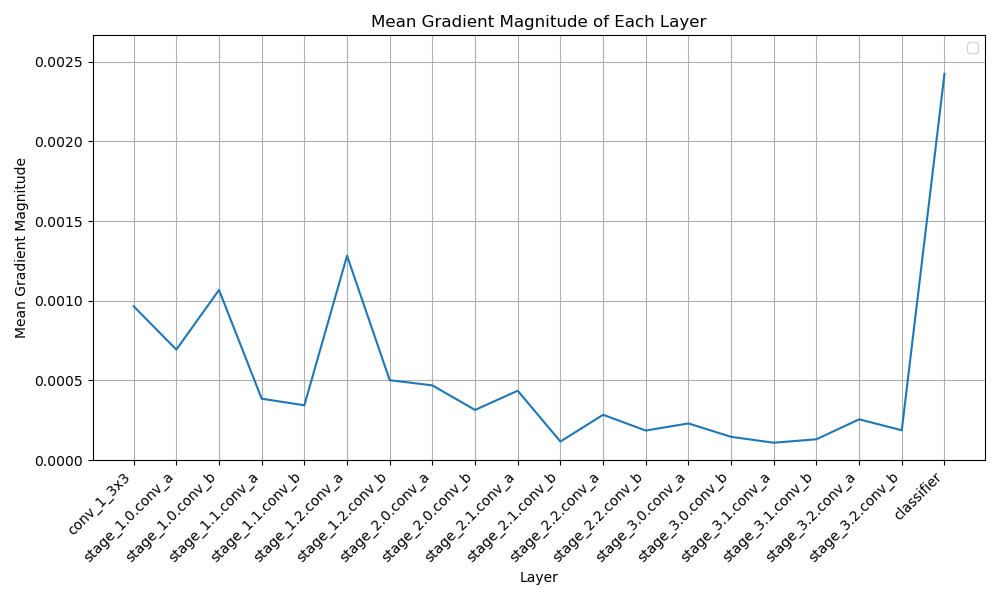 Mean Gradient Magnitude of Each Layer
0.0025
0.0020
0.0015
0.0010
0.0005
0.0000
Mean Gradient Magnitude
conv_1_3x3
stage_1.0.conv_a
stage_1.0.conv_b
stage_1.1.conv_a
stage_1.1.conv_b
stage_1.2.conv_a
stage_1.2.conv_b
stage_2.0.conv_a
stage_2.0.conv_b
stage_2.1.conv_a
stage_2.1.conv_b
stage_2.2.conv_a
stage_2.2.conv_b
stage_3.0.conv_a
stage_3.0.conv_b
stage_3.1.conv_a
stage_3.1.conv_b
stage_3.2.conv_a
stage_3.2.conv_b
classifier
Layer